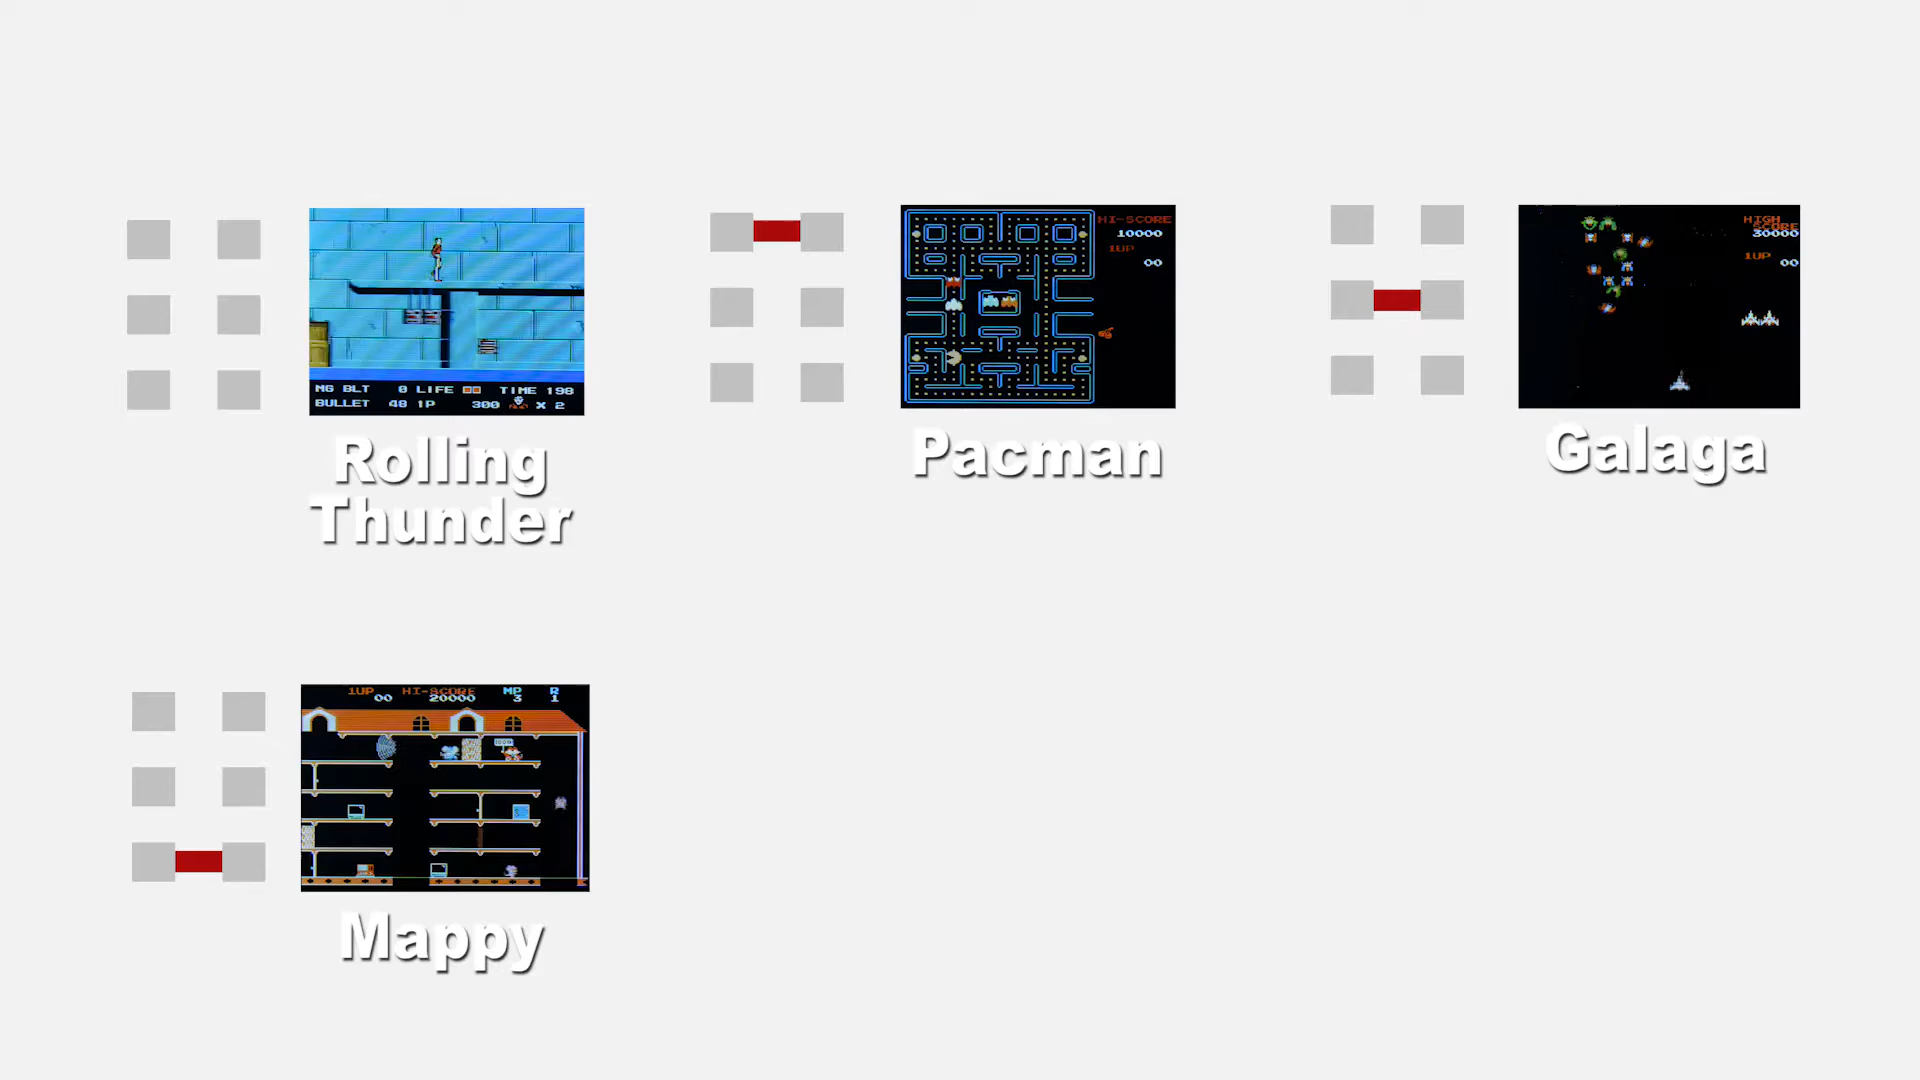 HI-SCORE
10000
1UP
00
HIGH
SCORE
30000
1UP
00
MG BLT 0 LIFE TIME 198
BULLET 48 1P 300 X 2
Rolling
Thunder
Pacman
Galaga
1UP HI-SCORE MP R
00 20000 3 1
Mappy